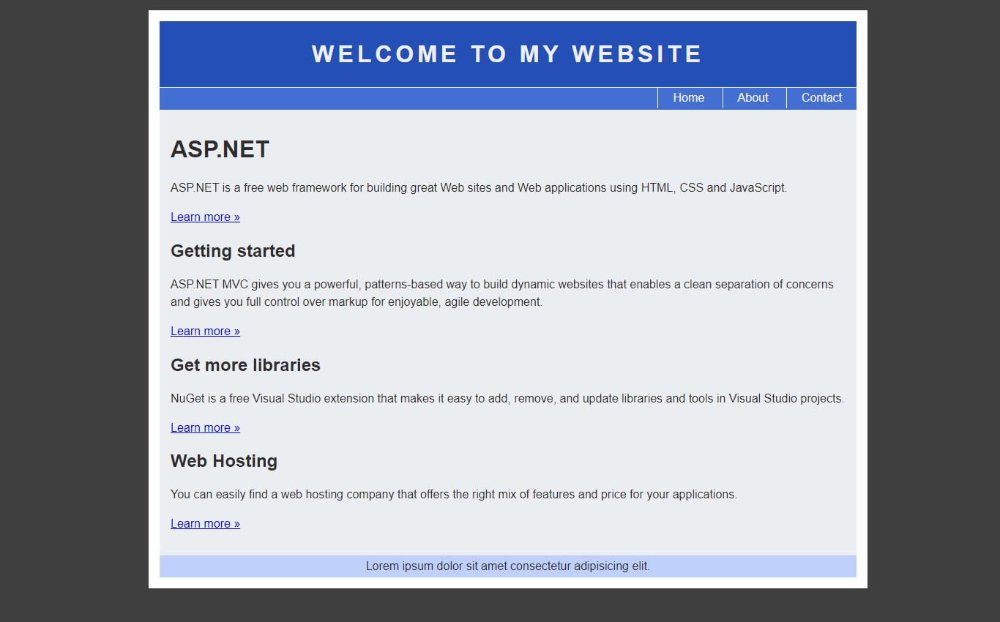 WELCOME TO MY WEBSITE
Home About Contact
ASP.NET
ASP.NET is a free web framework for building great Web sites and Web applications using HTML, CSS and JavaScript.
Learn more »
Getting started
ASP.NET MVC gives you a powerful, patterns-based way to build dynamic websites that enables a clean separation of concerns
and gives you full control over markup for enjoyable, agile development.
Learn more »
Get more libraries
NuGet is a free Visual Studio extension that makes it easy to add, remove, and update libraries and tools in Visual Studio projects.
Learn more »
Web Hosting
You can easily find a web hosting company that offers the right mix of features and price for your applications.
Learn more »
Lorem ipsum dolor sit amet consectetur adipisicing elit.